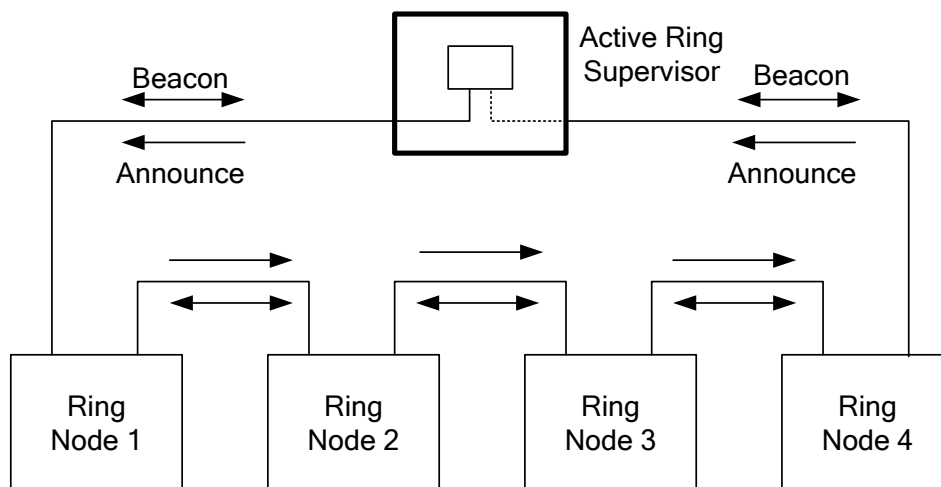 Active Ring
Supervisor
Beacon
Beacon
Announce
Announce
Ring
Node 1
Ring
Node 2
Ring
Node 3
Ring
Node 4